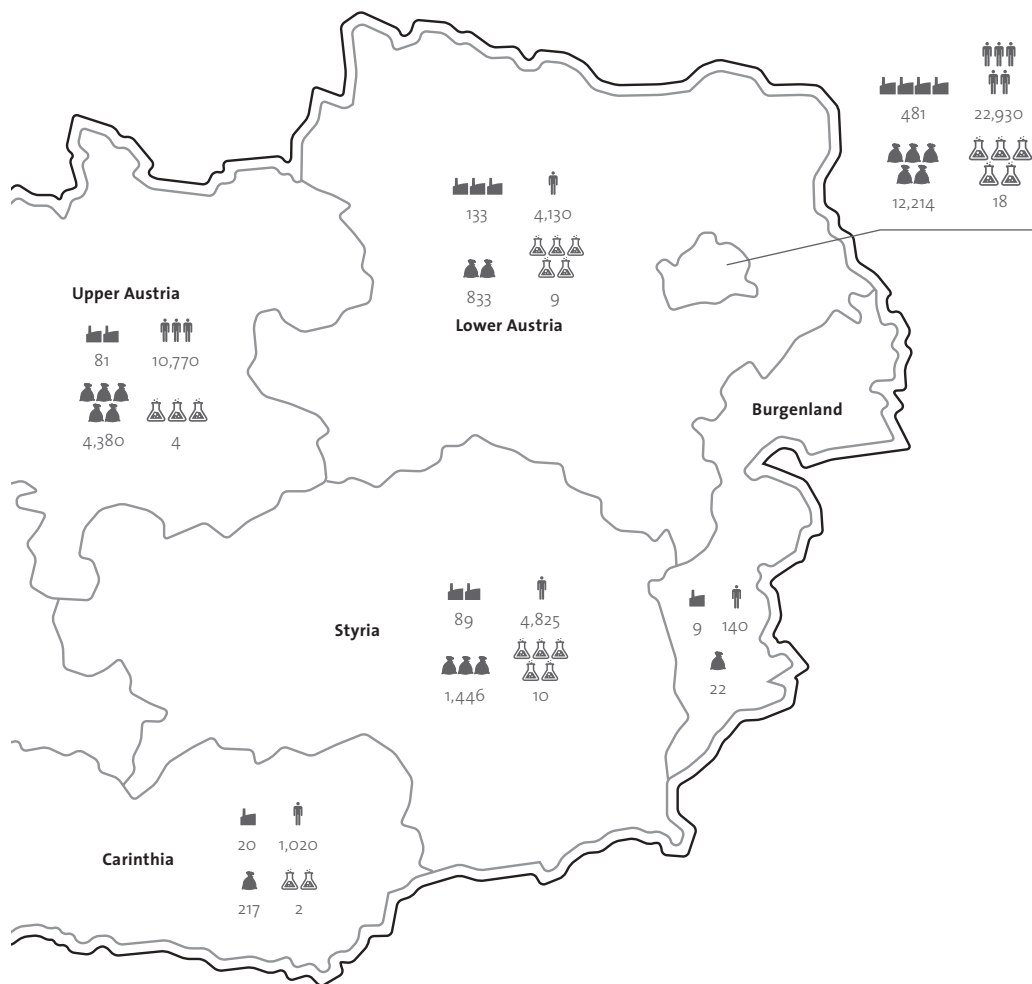 481 22,930
12,214 18
133 4,130
833 9
Lower Austria
Upper Austria
81 10,770
4,380 4
Burgenland
9 140
22
Styria
89 4,825
1,446 10
Carinthia
20 1,020
217 2